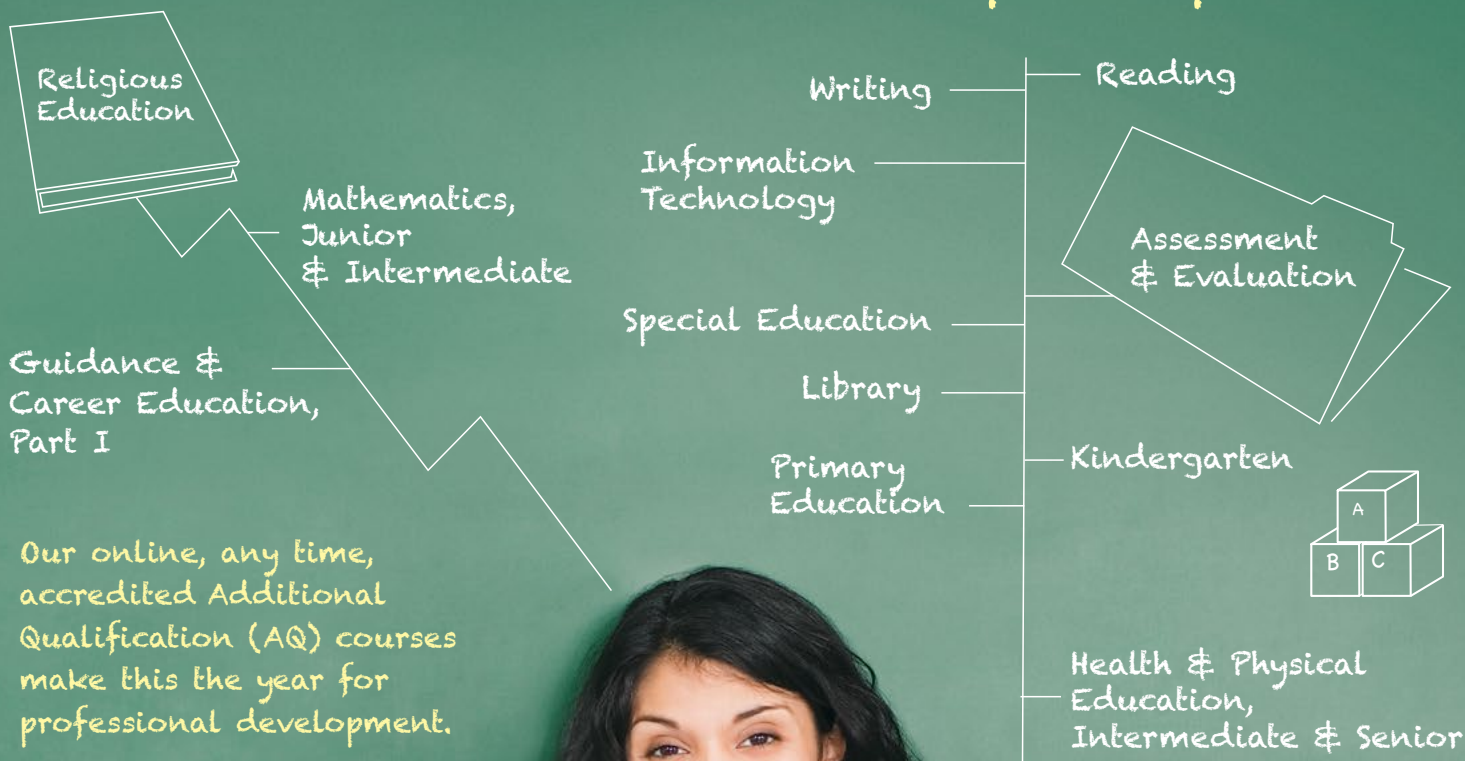 Religious
Education
Mathematics,
Junior
& Intermediate
Guidance &
Career Education,
Part I
Our online, any time,
accredited Additional
Qualification (AQ) courses
make this the year for
professional development.
Writing
Reading
Information
Technology
Assessment
& Evaluation
Special Education
Library
Kindergarten
Primary
Education
A
B C
Health & Physical
Education,
Intermediate & Senior